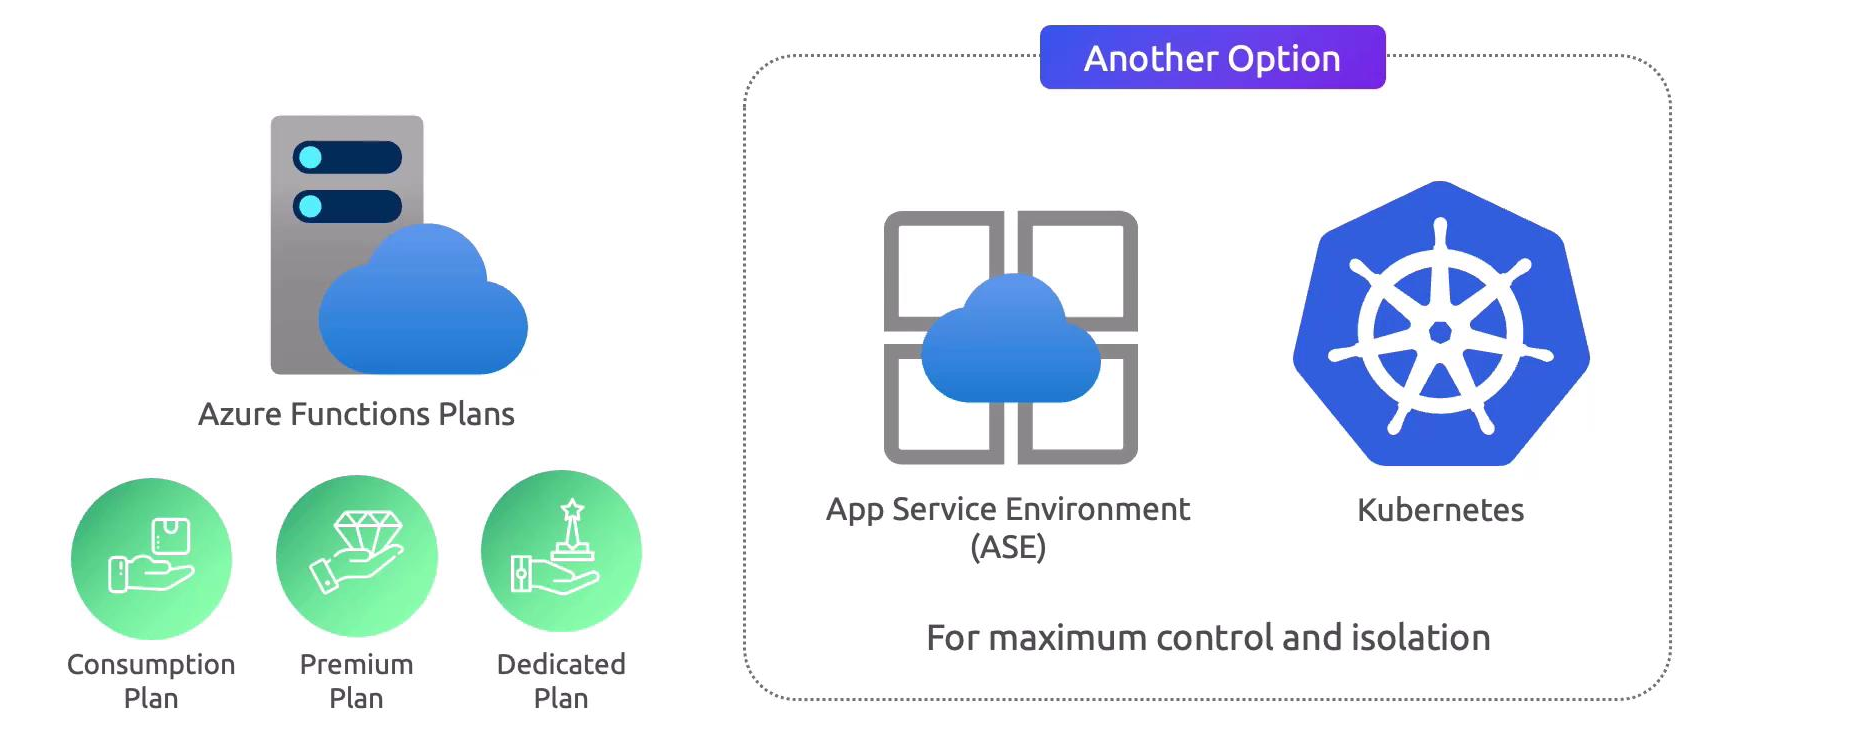 Another Option
Azure Functions Plans
Consumption
Plan
Premium
Plan
Dedicated
Plan
App Service Environment
(ASE)
Kubernetes
For maximum control and isolation